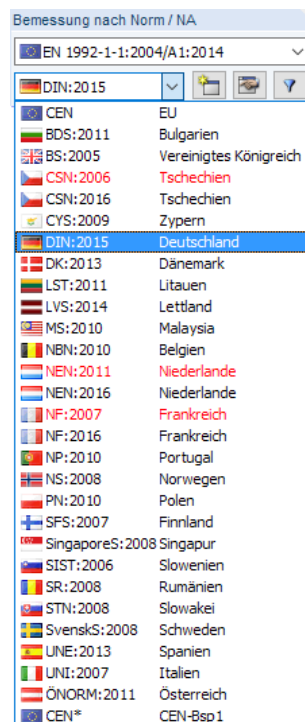 Bemessung nach Norm / NA
EN 1992-1-1:2004/A1:2014
DIN:2015
CEN EU
BDS:2011 Bulgarien
BS:2005 Vereinigtes Königreich
CSN:2006 Tschechien
CSN:2016 Tschechien
CYS:2009 Zypern
DIN:2015 Deutschland
DK:2013 Dänemark
LST:2011 Litauen
LVS:2014 Lettland
MS:2010 Malaysia
NBN:2010 Belgien
NEN:2011 Niederlande
NEN:2016 Niederlande
NF:2007 Frankreich
NF:2016 Frankreich
NP:2010 Portugal
NS:2008 Norwegen
PN:2010 Polen
SFS:2007 Finnland
SingaporeS:2008 Singapur
SIST:2006 Slowenien
SR:2008 Rumänien
STN:2008 Slowakei
SvenskS:2008 Schweden
UNE:2013 Spanien
UNI:2007 Italien
ÖNORM:2011 Österreich
CEN* CEN-Bsp1